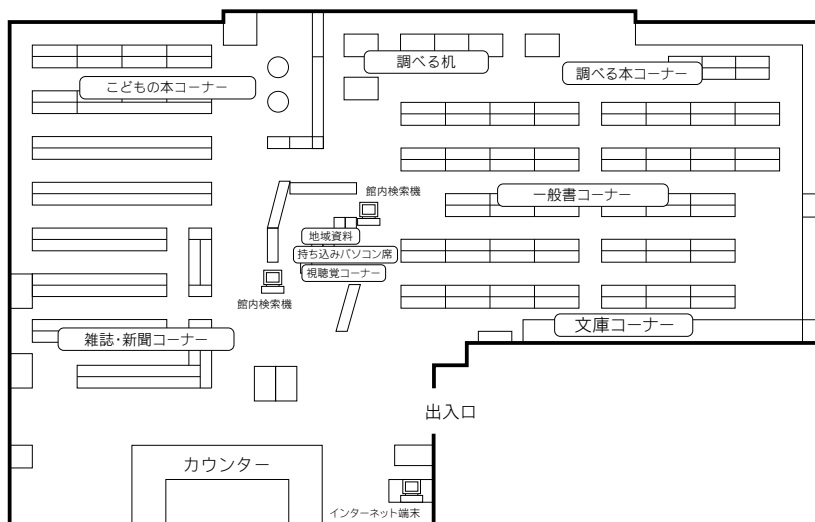 調べる机
調べる本コーナー
こどもの本コーナー
館内検索機
一般書コーナー
地域資料
持ち込みパソコン席
視聴覚コーナー
館内検索機
文庫コーナー
雑誌・新聞コーナー
出入口
カウンター
インターネット端末